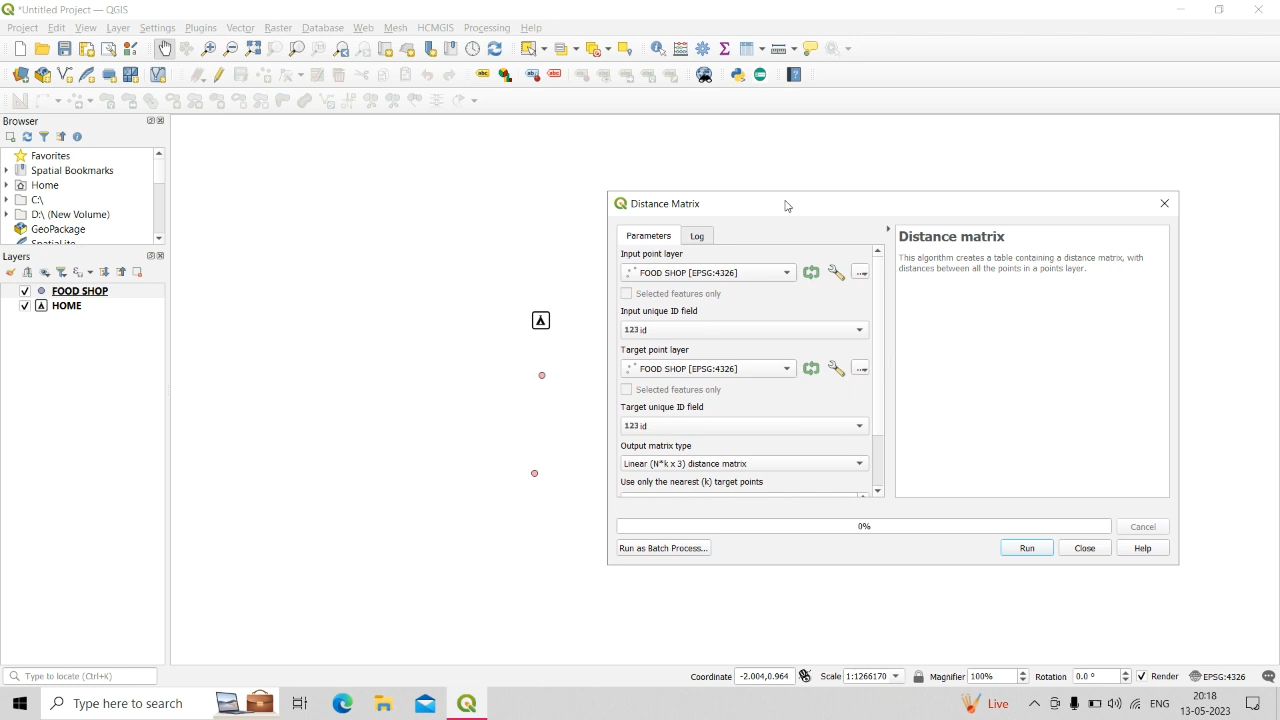 *Untitled Project — QGIS
Project Edit View Layer Settings Plugins Vector Raster Database Web Mesh HCMGIS Processing Help
Browser
Favorites
Spatial Bookmarks
Home
C:\
D:\ (New Volume)
GeoPackage
SpatiaLite
Layers
FOOD SHOP
HOME
Distance Matrix
Parameters Log
Input point layer
FOOD SHOP [EPSG:4326]
Selected features only
Input unique ID field
123 id
Target point layer
FOOD SHOP [EPSG:4326]
Selected features only
Target unique ID field
123 id
Output matrix type
Linear (N*k x 3) distance matrix
Use only the nearest (k) target points
Distance matrix
This algorithm creates a table containing a distance matrix, with
distances between all the points in a points layer.
0%
Cancel
Run as Batch Process...
Run
Close
Help
Type to locate (Ctrl+K)
Coordinate -2.004,0.964 Scale 1:1266170 Magnifier 100% Rotation 0.0 ° Render EPSG:4326
Type here to search
Live
ENG
20:18
13-05-2023